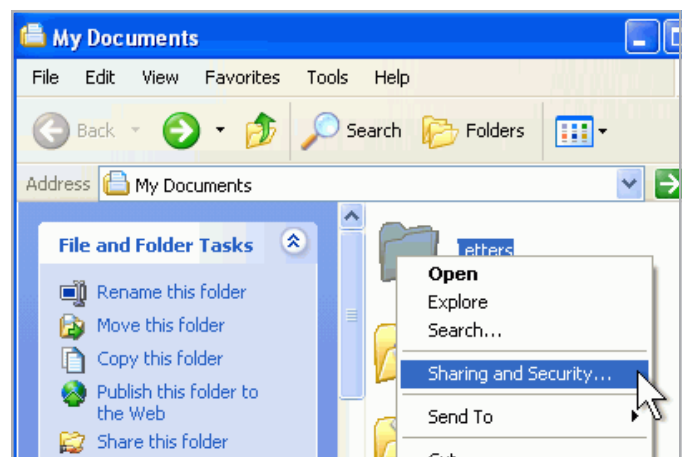 My Documents
File Edit View Favorites Tools Help
Back Search Folders
Address My Documents
File and Folder Tasks
Rename this folder
Move this folder
Copy this folder
Publish this folder to
the Web
Share this folder
Letters
Open
Explore
Search...
Sharing and Security...
Send To
Cut